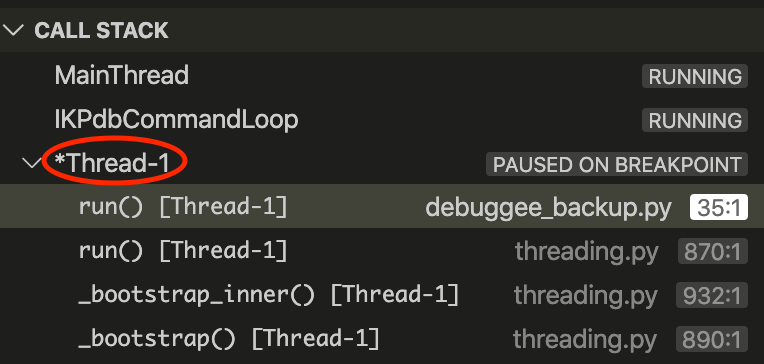 CALL STACK
MainThread RUNNING
IKPdbCommandLoop RUNNING
*Thread-1 PAUSED ON BREAKPOINT
run() [Thread-1] debuggee_backup.py 35:1
run() [Thread-1] threading.py 870:1
_bootstrap_inner() [Thread-1] threading.py 932:1
_bootstrap() [Thread-1] threading.py 890:1